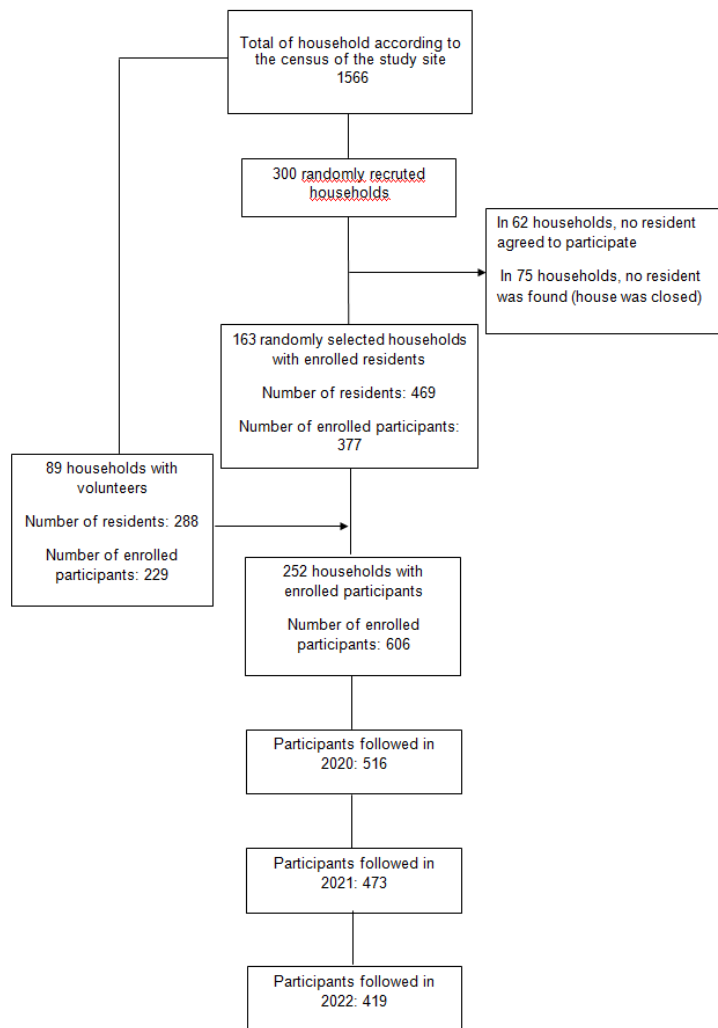 Total of household according to
the census of the study site
1566
300 randomly recruted
households
In 62 households, no resident
agreed to participate
In 75 households, no resident
was found (house was closed)
163 randomly selected households
with enrolled residents
Number of residents: 469
Number of enrolled participants:
377
89 households with
volunteers
Number of residents: 288
Number of enrolled
participants: 229
252 households with
enrolled participants
Number of enrolled
participants: 606
Participants followed in
2020: 516
Participants followed in
2021: 473
Participants followed in
2022: 419